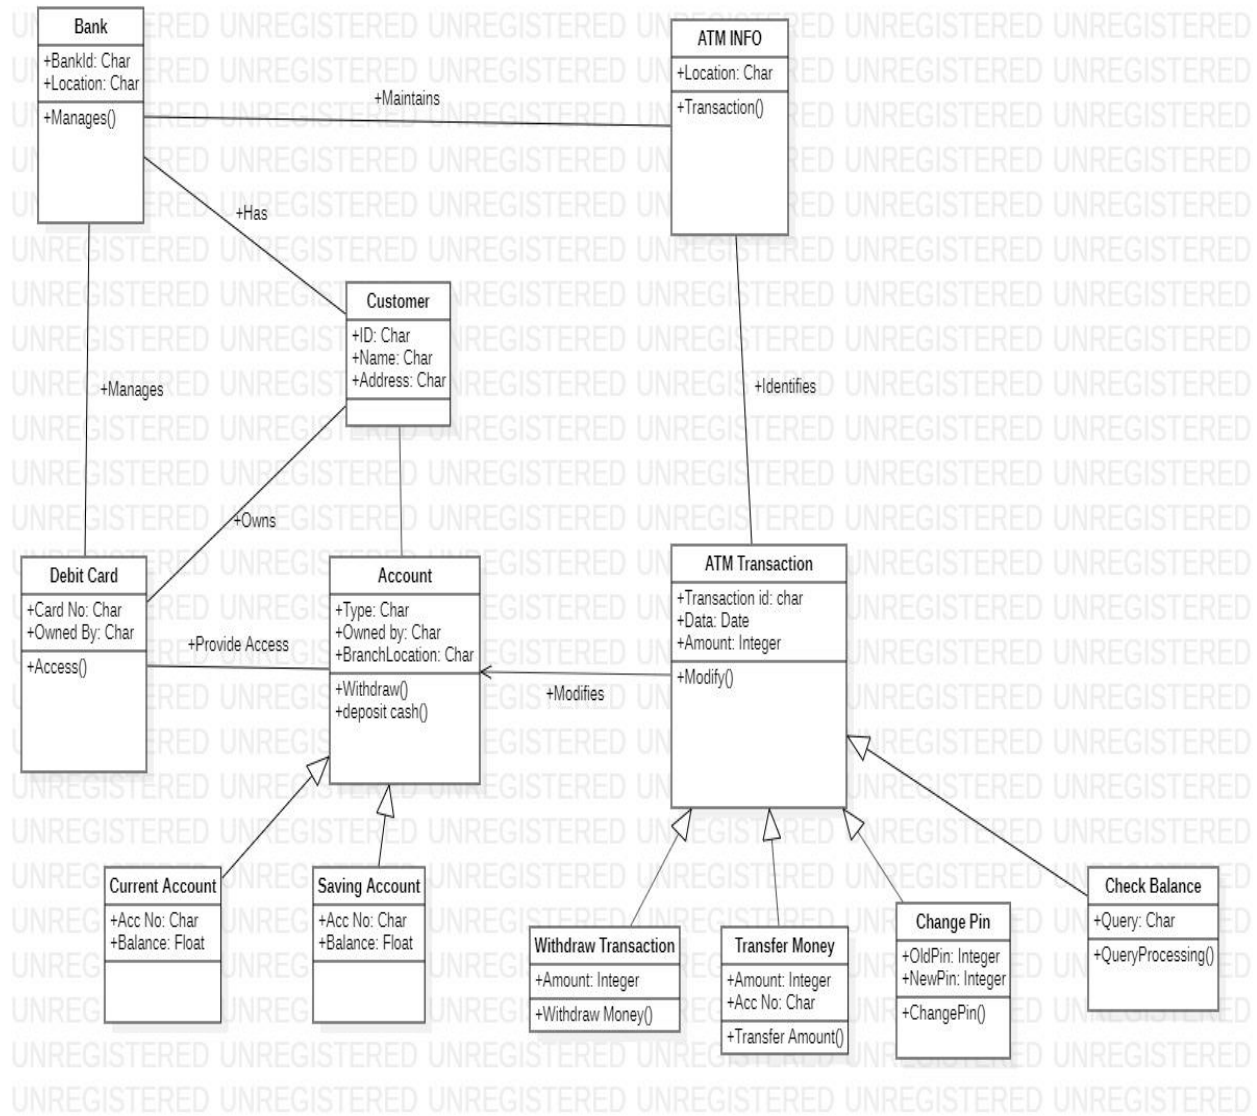 Bank
+BankId: Char
+Location: Char
+Manages()
ATM INFO
+Location: Char
+Transaction()
+Maintains
+Has
Customer
+ID: Char
+Name: Char
+Address: Char
+Manages
+Identifies
+Owns
Debit Card
+Card No: Char
+Owned By: Char
+Access()
+Provide Access
Account
+Type: Char
+Owned by: Char
+BranchLocation: Char
+Withdraw()
+deposit cash()
+Modifies
ATM Transaction
+Transaction id: char
+Data: Date
+Amount: Integer
+Modify()
Current Account
+Acc No: Char
+Balance: Float
Saving Account
+Acc No: Char
+Balance: Float
Withdraw Transaction
+Amount: Integer
+Withdraw Money()
Transfer Money
+Amount: Integer
+Acc No: Char
+Transfer Amount()
Change Pin
+OldPin: Integer
+NewPin: Integer
+ChangePin()
Check Balance
+Query: Char
+QueryProcessing()
UNREGISTERED